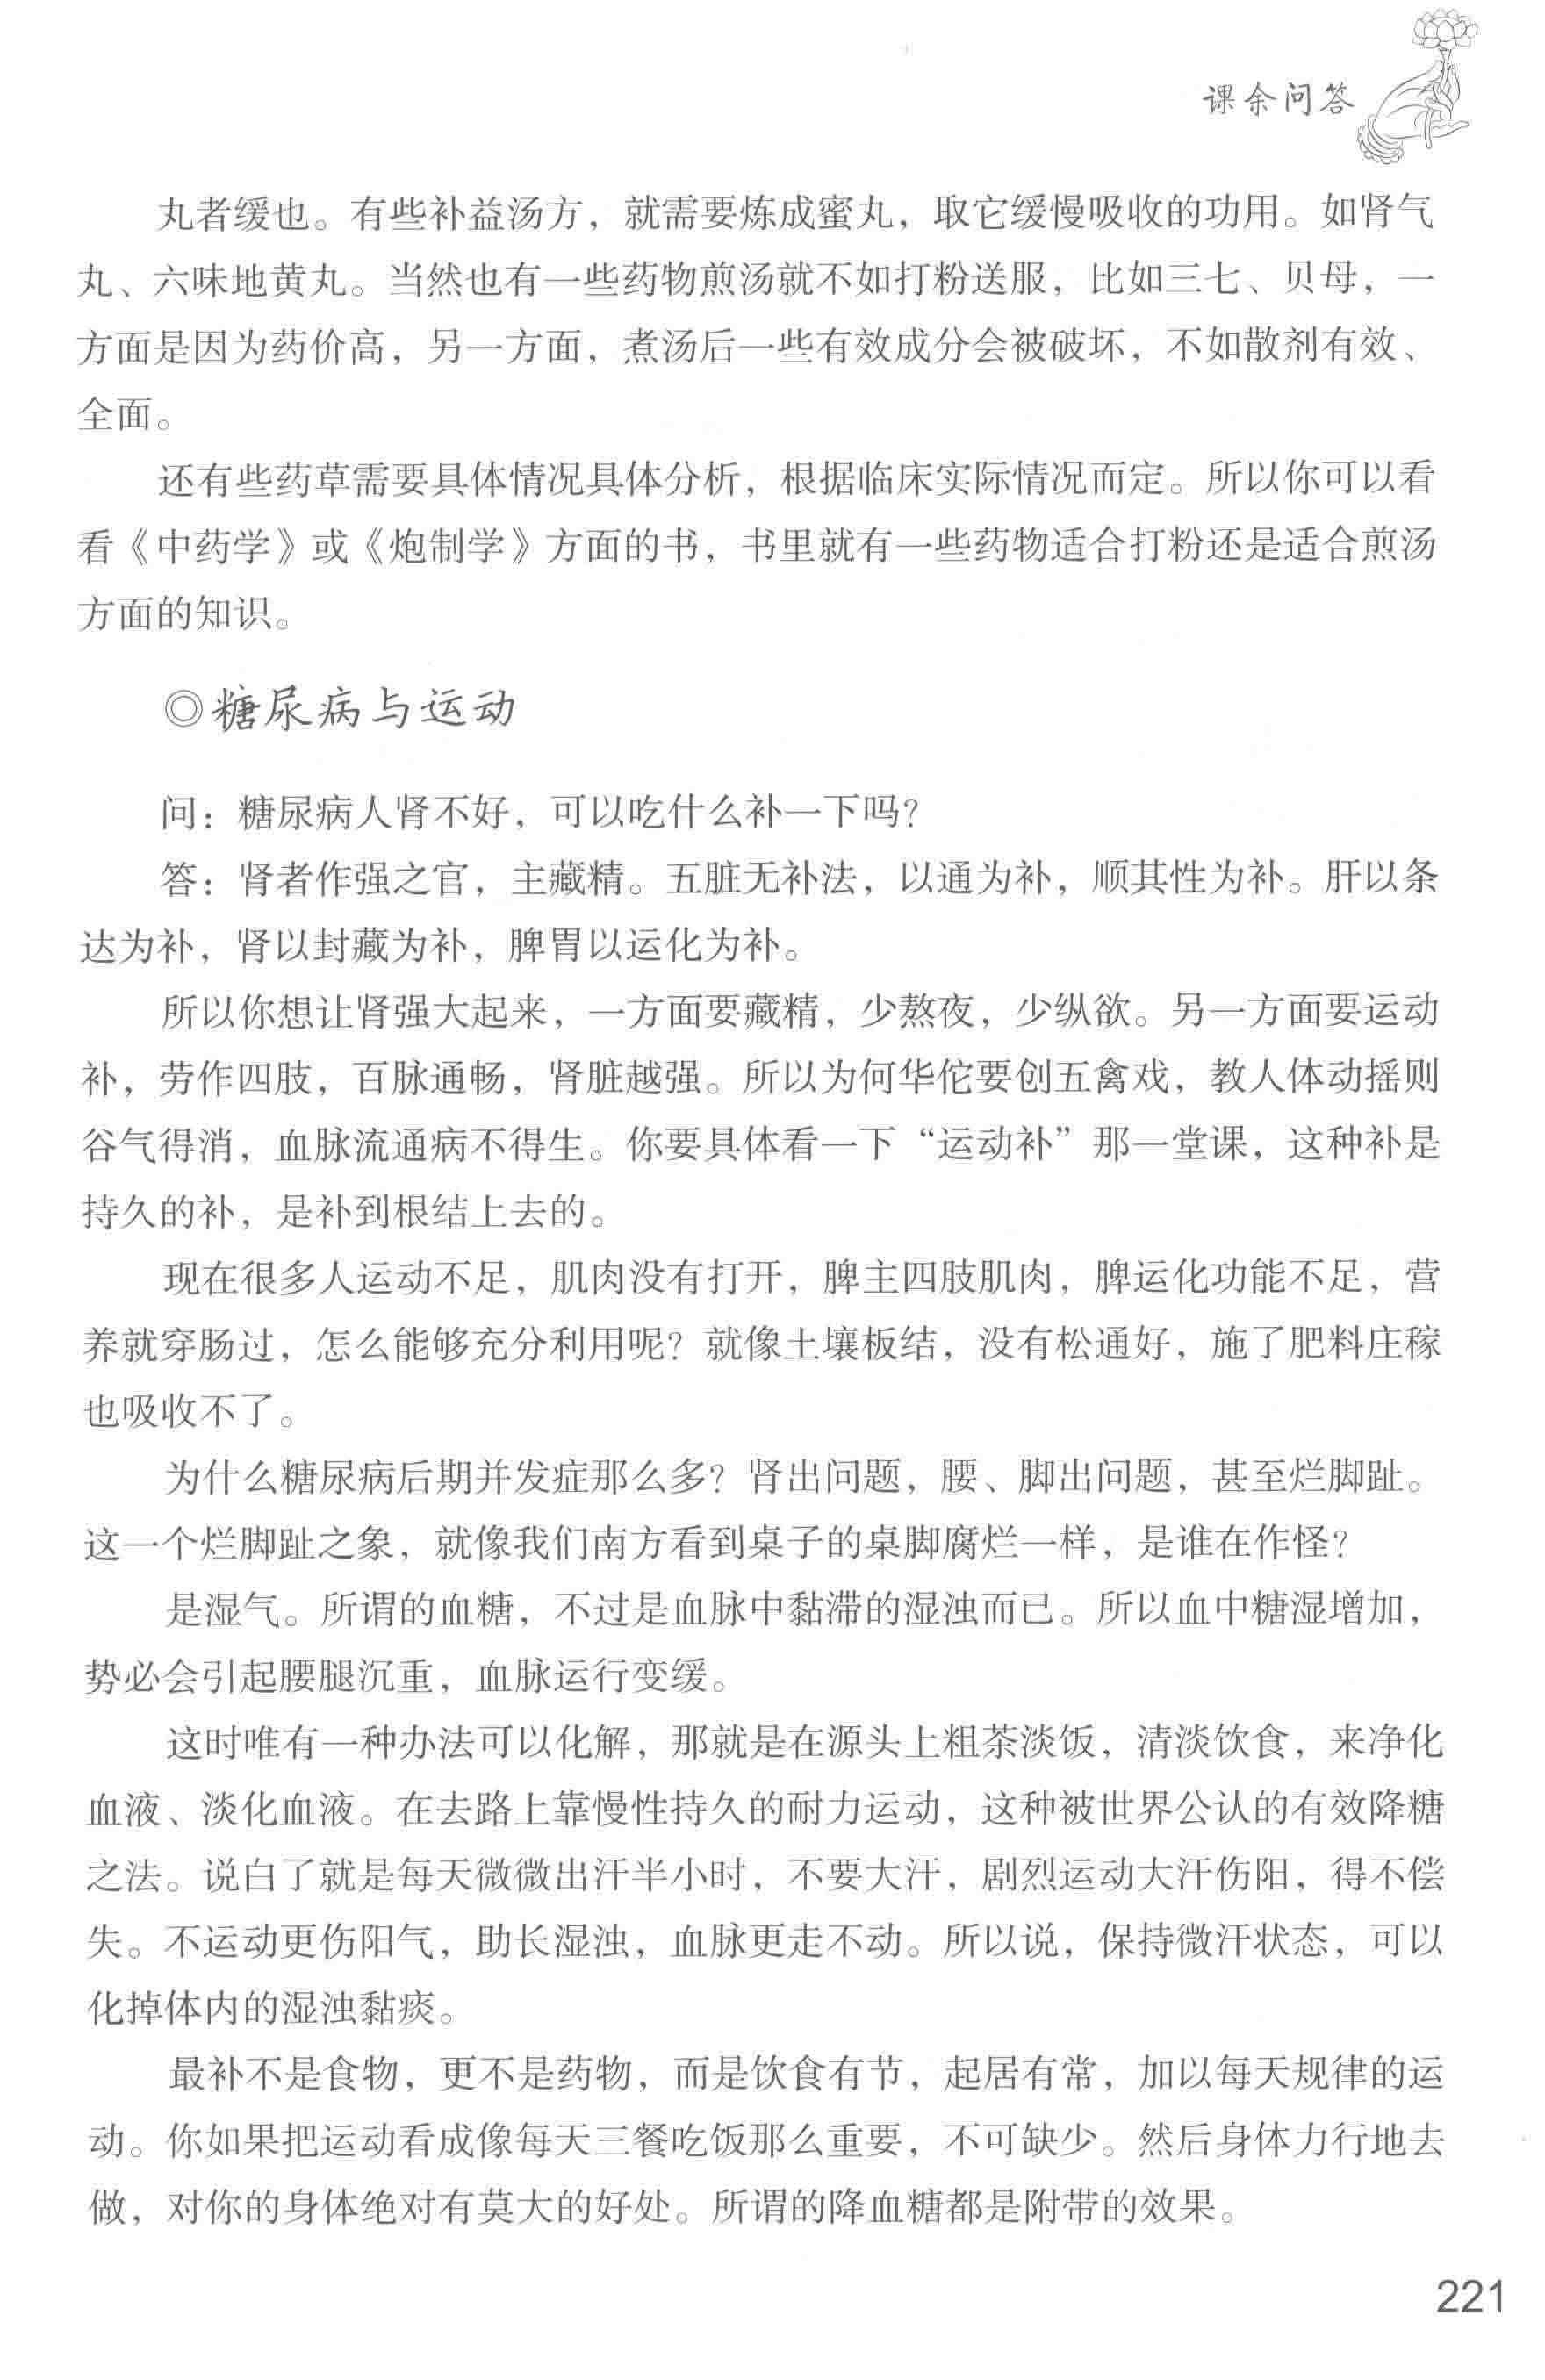 课余问答
丸者缓也。有些补益汤方，就需要炼成蜜丸，取它缓慢吸收的功用。如肾气
丸、六味地黄丸。当然也有一些药物煎汤就不如打粉送服，比如三七、贝母，一
方面是因为药价高，另一方面，煮汤后一些有效成分会被破坏，不如散剂有效、
全面。
还有些药草需要具体情况具体分析，根据临床实际情况而定。所以你可以看
看《中药学》或《炮制学》方面的书，书里就有一些药物适合打粉还是适合煎汤
方面的知识。
◎糖尿病与运动
问：糖尿病人肾不好，可以吃什么补一下吗？
答：肾者作强之官，主藏精。五脏无补法，以通为补，顺其性为补。肝以条
达为补，肾以封藏为补，脾胃以运化为补。
所以你想让肾强大起来，一方面要藏精，少熬夜，少纵欲。另一方面要运动
补，劳作四肢，百脉通畅，肾脏越强。所以为何华佗要创五禽戏，教人体动摇则
谷气得消，血脉流通病不得生。你要具体看一下“运动补”那一堂课，这种补是
持久的补，是补到根结上去的。
现在很多人运动不足，肌肉没有打开，脾主四肢肌肉，脾运化功能不足，营
养就穿肠过，怎么能够充分利用呢？就像土壤板结，没有松通好，施了肥料庄稼
也吸收不了。
为什么糖尿病后期并发症那么多？肾出问题，腰、脚出问题，甚至烂脚趾。
这一个烂脚趾之象，就像我们南方看到桌子的桌脚腐烂一样，是谁在作怪？
是湿气。所谓的血糖，不过是血脉中黏滞的湿浊而已。所以血中糖湿增加，
势必会引起腰腿沉重，血脉运行变缓。
这时唯有一种办法可以化解，那就是在源头上粗茶淡饭，清淡饮食，来净化
血液、淡化血液。在去路上靠慢性持久的耐力运动，这种被世界公认的有效降糖
之法。说白了就是每天微微出汗半小时，不要大汗，剧烈运动大汗伤阳，得不偿
失。不运动更伤阳气，助长湿浊，血脉更走不动。所以说，保持微汗状态，可以
化掉体内的湿浊黏痰。
最补不是食物，更不是药物，而是饮食有节，起居有常，加以每天规律的运
动。你如果把运动看成像每天三餐吃饭那么重要，不可缺少。然后身体力行地去
做，对你的身体绝对有莫大的好处。所谓的降血糖都是附带的效果。
221